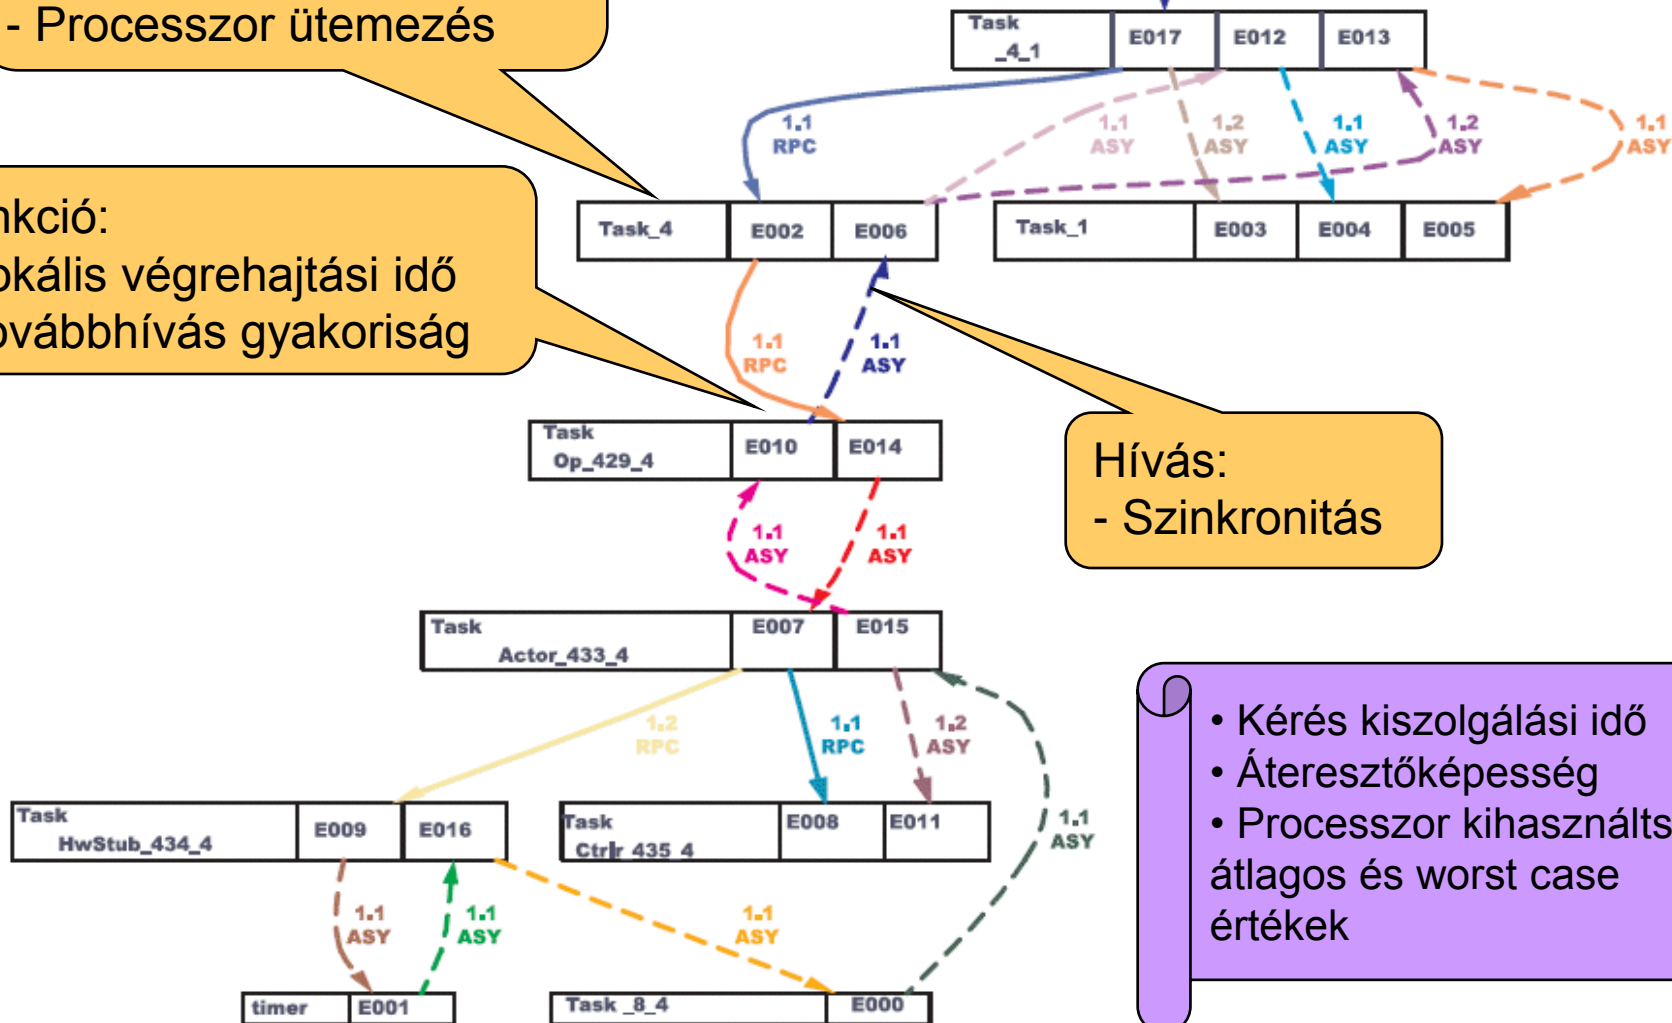 - Processzor ütemezés
Task
_4_1
E017
E012
E013
1.1
RPC
1.1
ASY
1.2
ASY
1.1
ASY
1.2
ASY
1.1
ASY
nkció:
okális végrehajtási idő
ovábbhívás gyakoriság
Task_4
E002
E006
Task_1
E003
E004
E005
1.1
RPC
1.1
ASY
Hívás:
- Szinkronitás
Task
Op_429_4
E010
E014
1.1
ASY
1.1
ASY
Task
Actor_433_4
E007
E015
1.2
RPC
1.1
RPC
1.2
ASY
1.1
ASY
• Kérés kiszolgálási idő
• Áteresztőképesség
• Processzor kihasználts
átlagos és worst case
értékek
Task
HwStub_434_4
E009
E016
Task
Ctrlr_435_4
E008
E011
1.1
ASY
1.1
ASY
1.1
ASY
timer
E001
Task _8_4
E000